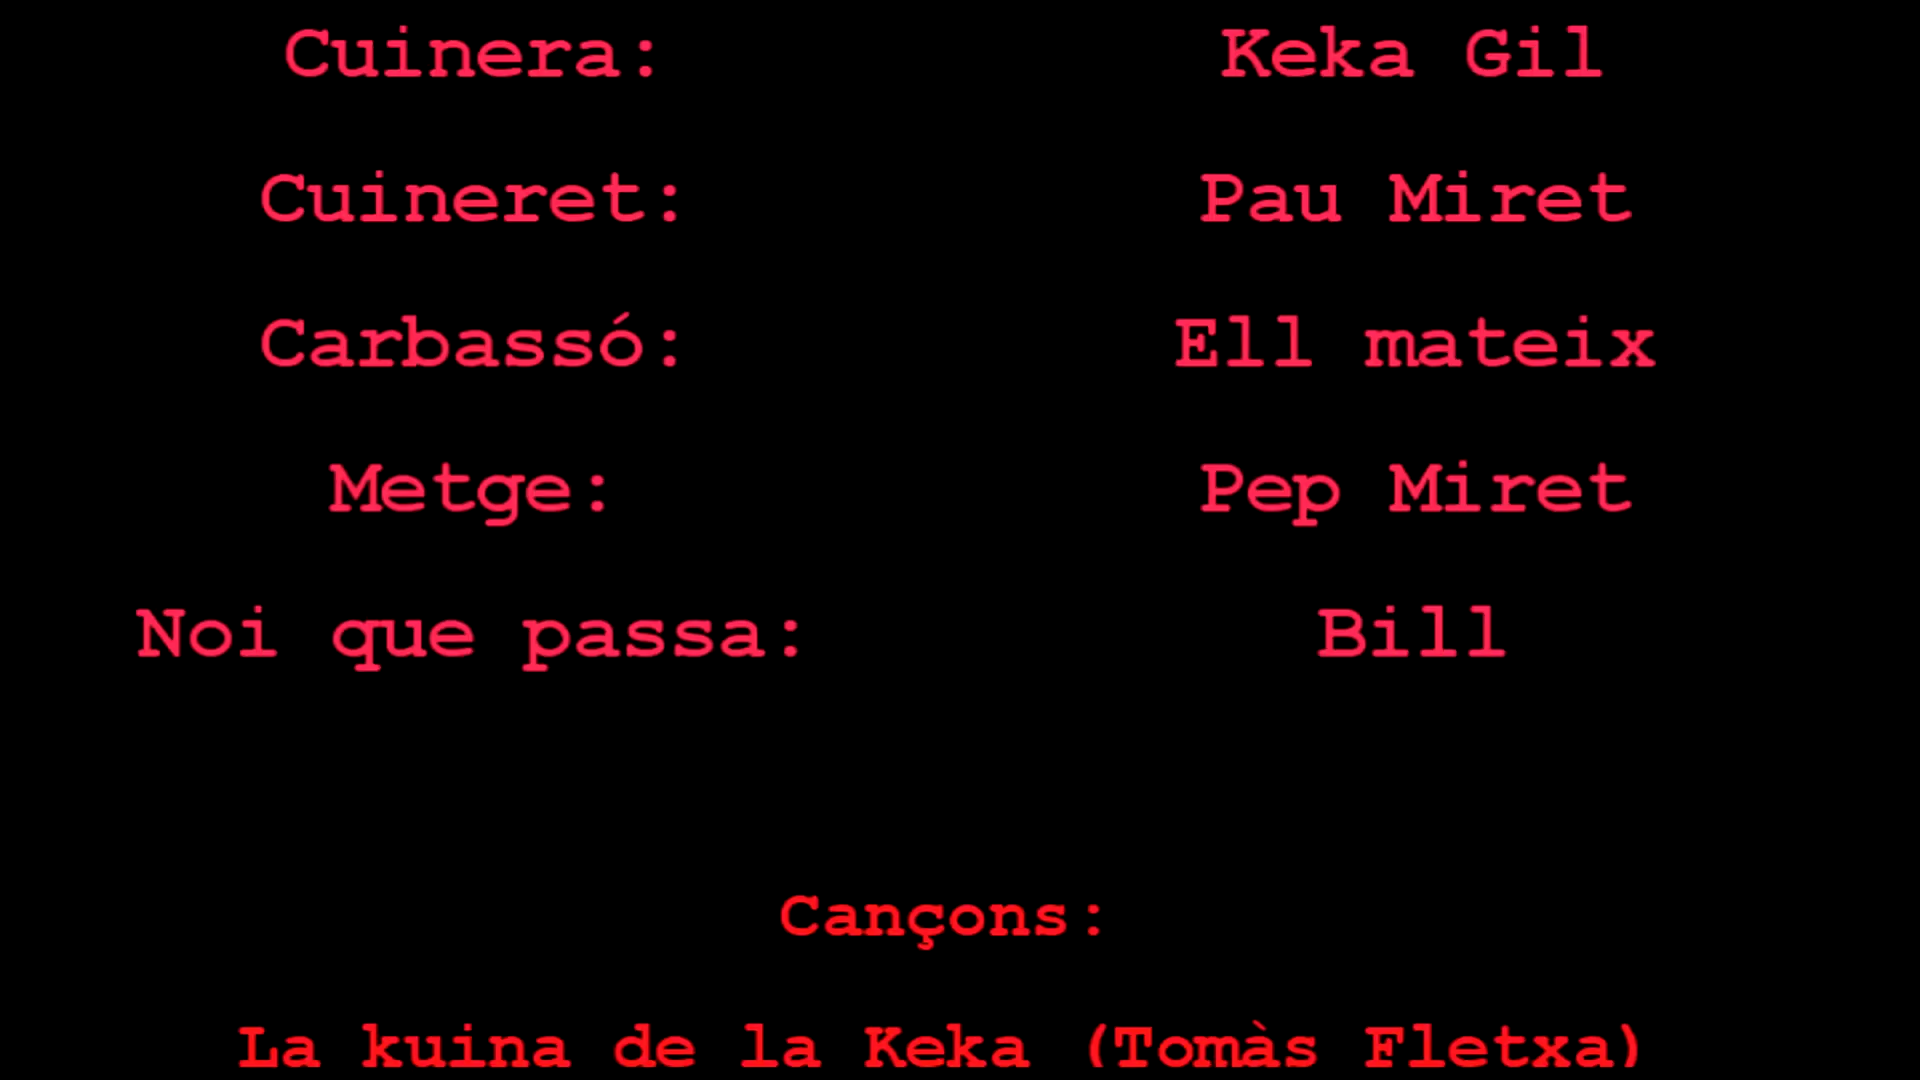 Cuinera: Keka Gil
Cuineret: Pau Miret
Carbassó: Ell mateix
Metge: Pep Miret
Noi que passa: Bill
Cançons:
La kuina de la Keka (Tomàs Fletxa)